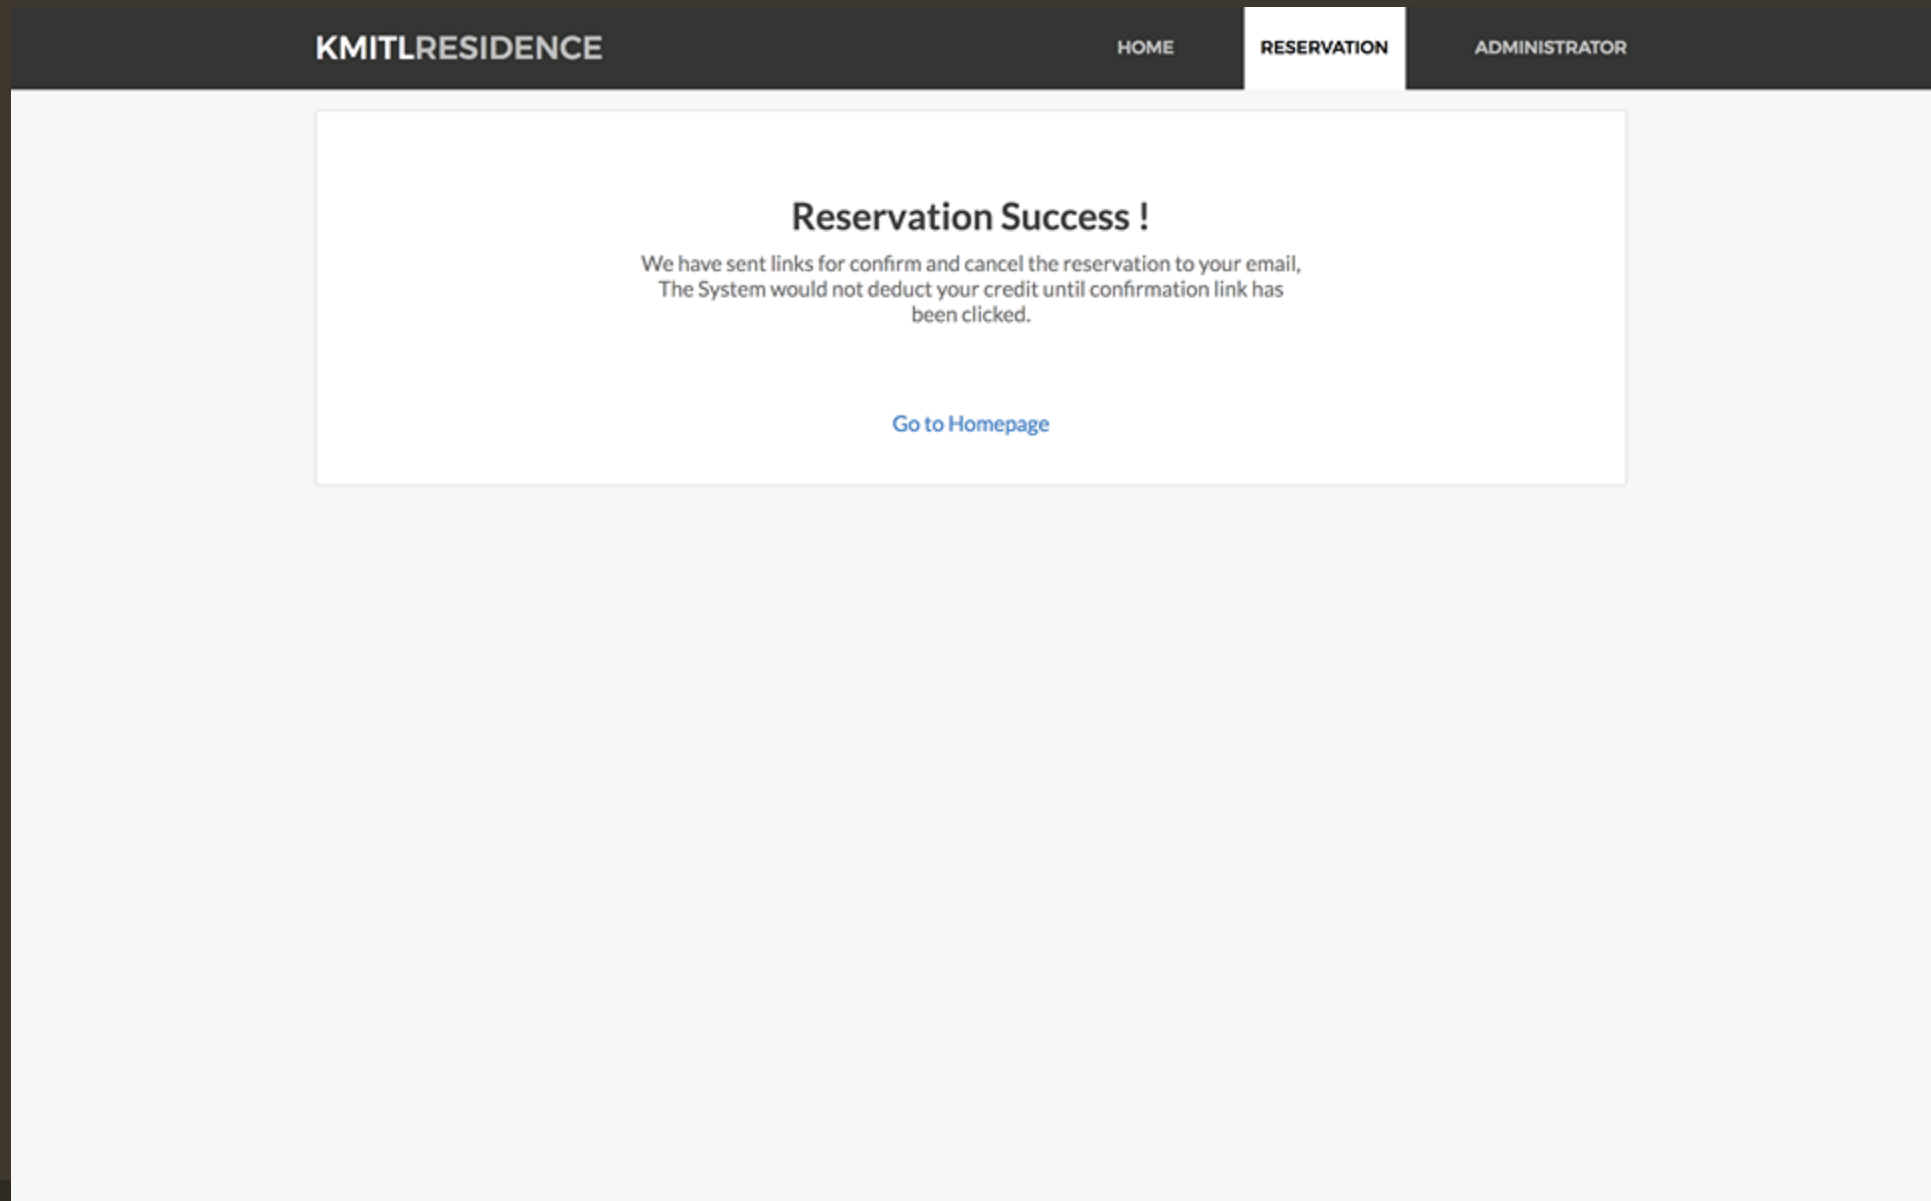 KMITLRESIDENCE HOME RESERVATION ADMINISTRATOR
Reservation Success !
We have sent links for confirm and cancel the reservation to your email,
The System would not deduct your credit until confirmation link has
been clicked.
Go to Homepage